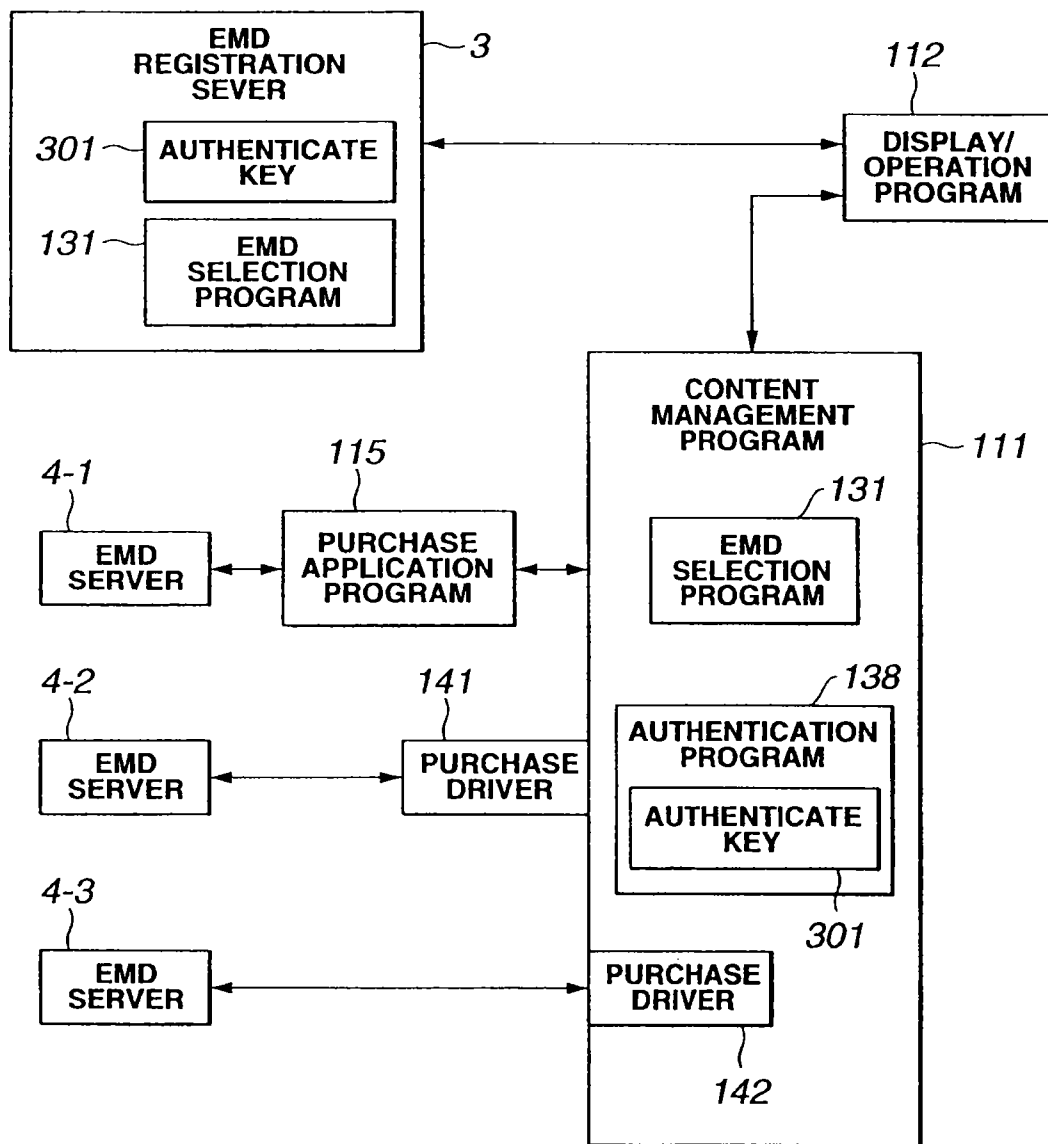 EMD
REGISTRATION
SEVER
3
301
AUTHENTICATE
KEY
131
EMD
SELECTION
PROGRAM
112
DISPLAY/
OPERATION
PROGRAM
CONTENT
MANAGEMENT
PROGRAM
111
4-1
EMD
SERVER
115
PURCHASE
APPLICATION
PROGRAM
131
EMD
SELECTION
PROGRAM
4-2
EMD
SERVER
141
PURCHASE
DRIVER
138
AUTHENTICATION
PROGRAM
AUTHENTICATE
KEY
301
4-3
EMD
SERVER
PURCHASE
DRIVER
142